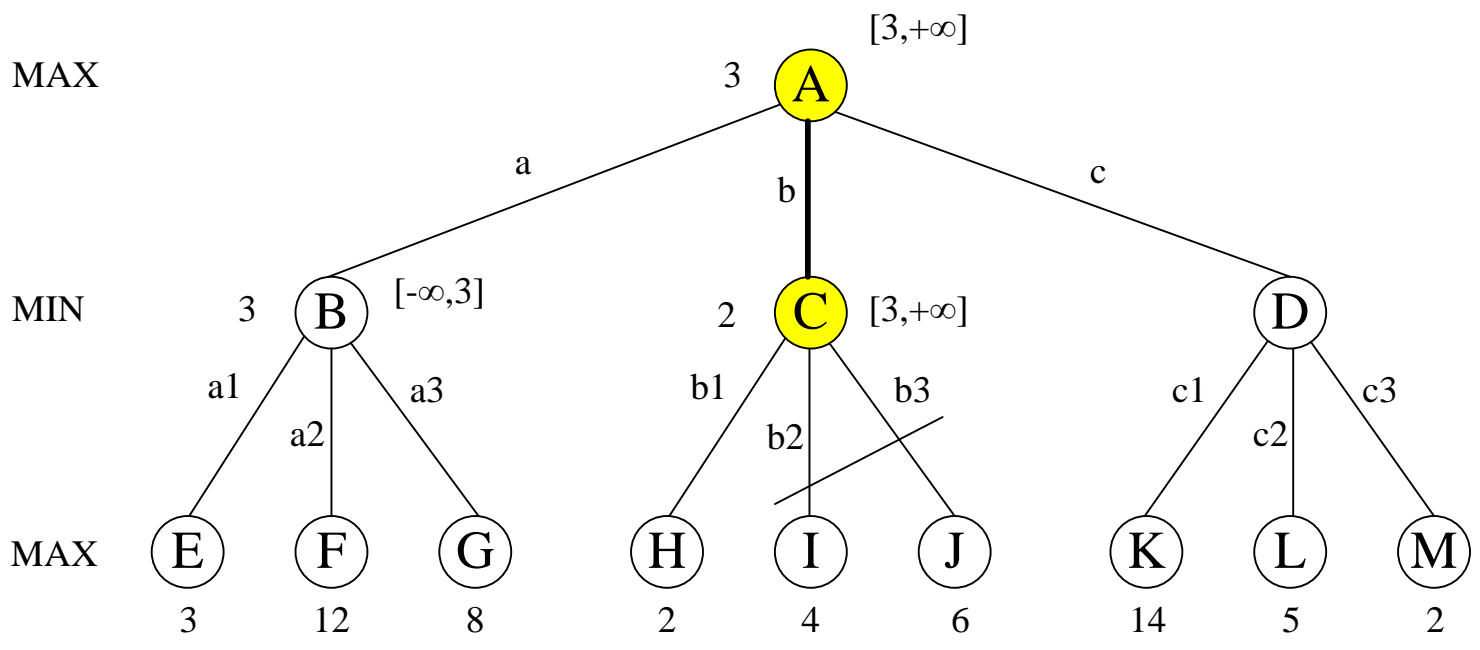 [3,+∞]
MAX 3 A
a b c
MIN 3 B [-∞,3] 2 C [3,+∞] D
a1 a2 a3 b1 b2 b3 c1 c2 c3
MAX E F G H I J K L M
3 12 8 2 4 6 14 5 2